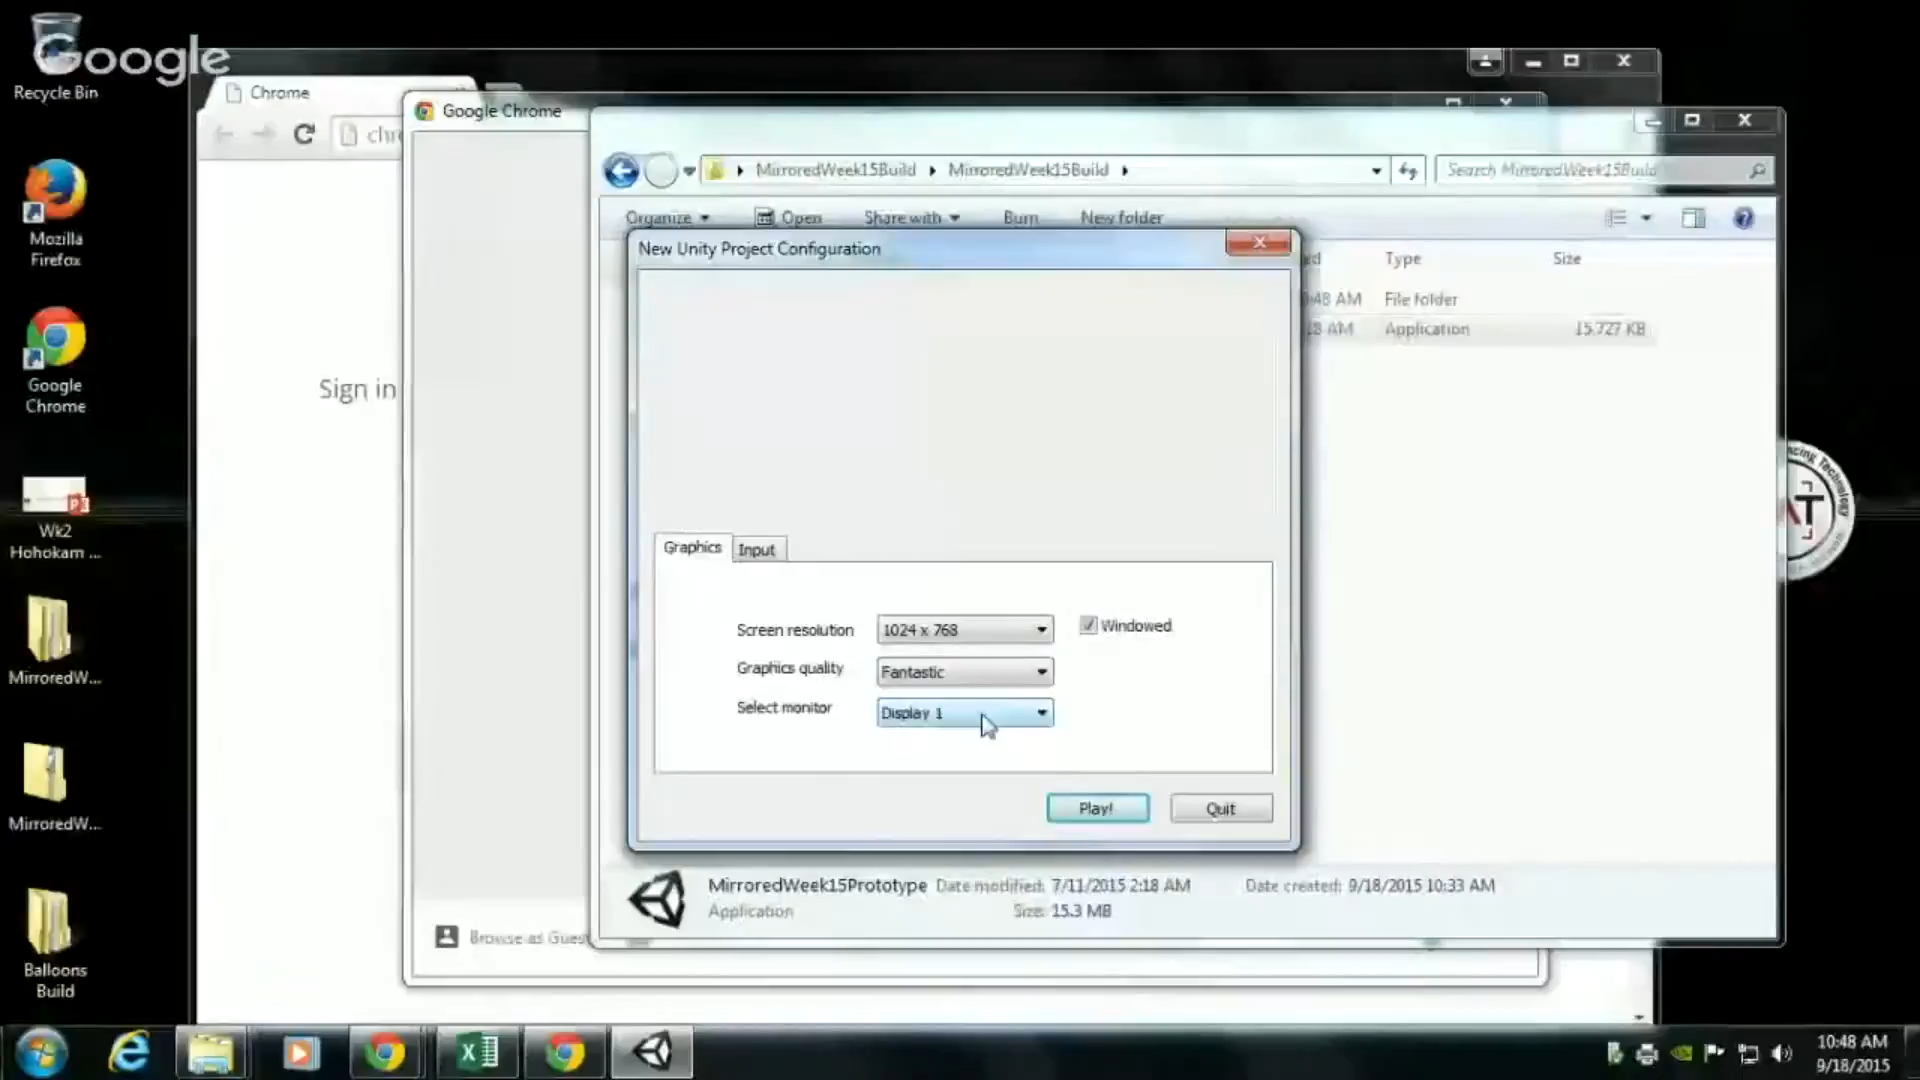 Google
Recycle Bin
Mozilla
Firefox
Google
Chrome
Wk2
Hohokam ...
MirroredW...
MirroredW...
Balloons
Build
Chrome
Sign in
Google Chrome
Browse as Guest
MirroredWeek15Build
MirroredWeek15Build
Search MirroredWeek15Build
Organize
Open
Share with
Burn
New folder
Type
Size
File folder
Application
15,727 KB
New Unity Project Configuration
Graphics
Input
Screen resolution
1024 x 768
Windowed
Graphics quality
Fantastic
Select monitor
Display 1
Play!
Quit
MirroredWeek15Prototype Date modified: 7/11/2015 2:18 AM
Date created: 9/18/2015 10:33 AM
Application
Size: 15.3 MB
Technology
10:48 AM
9/18/2015